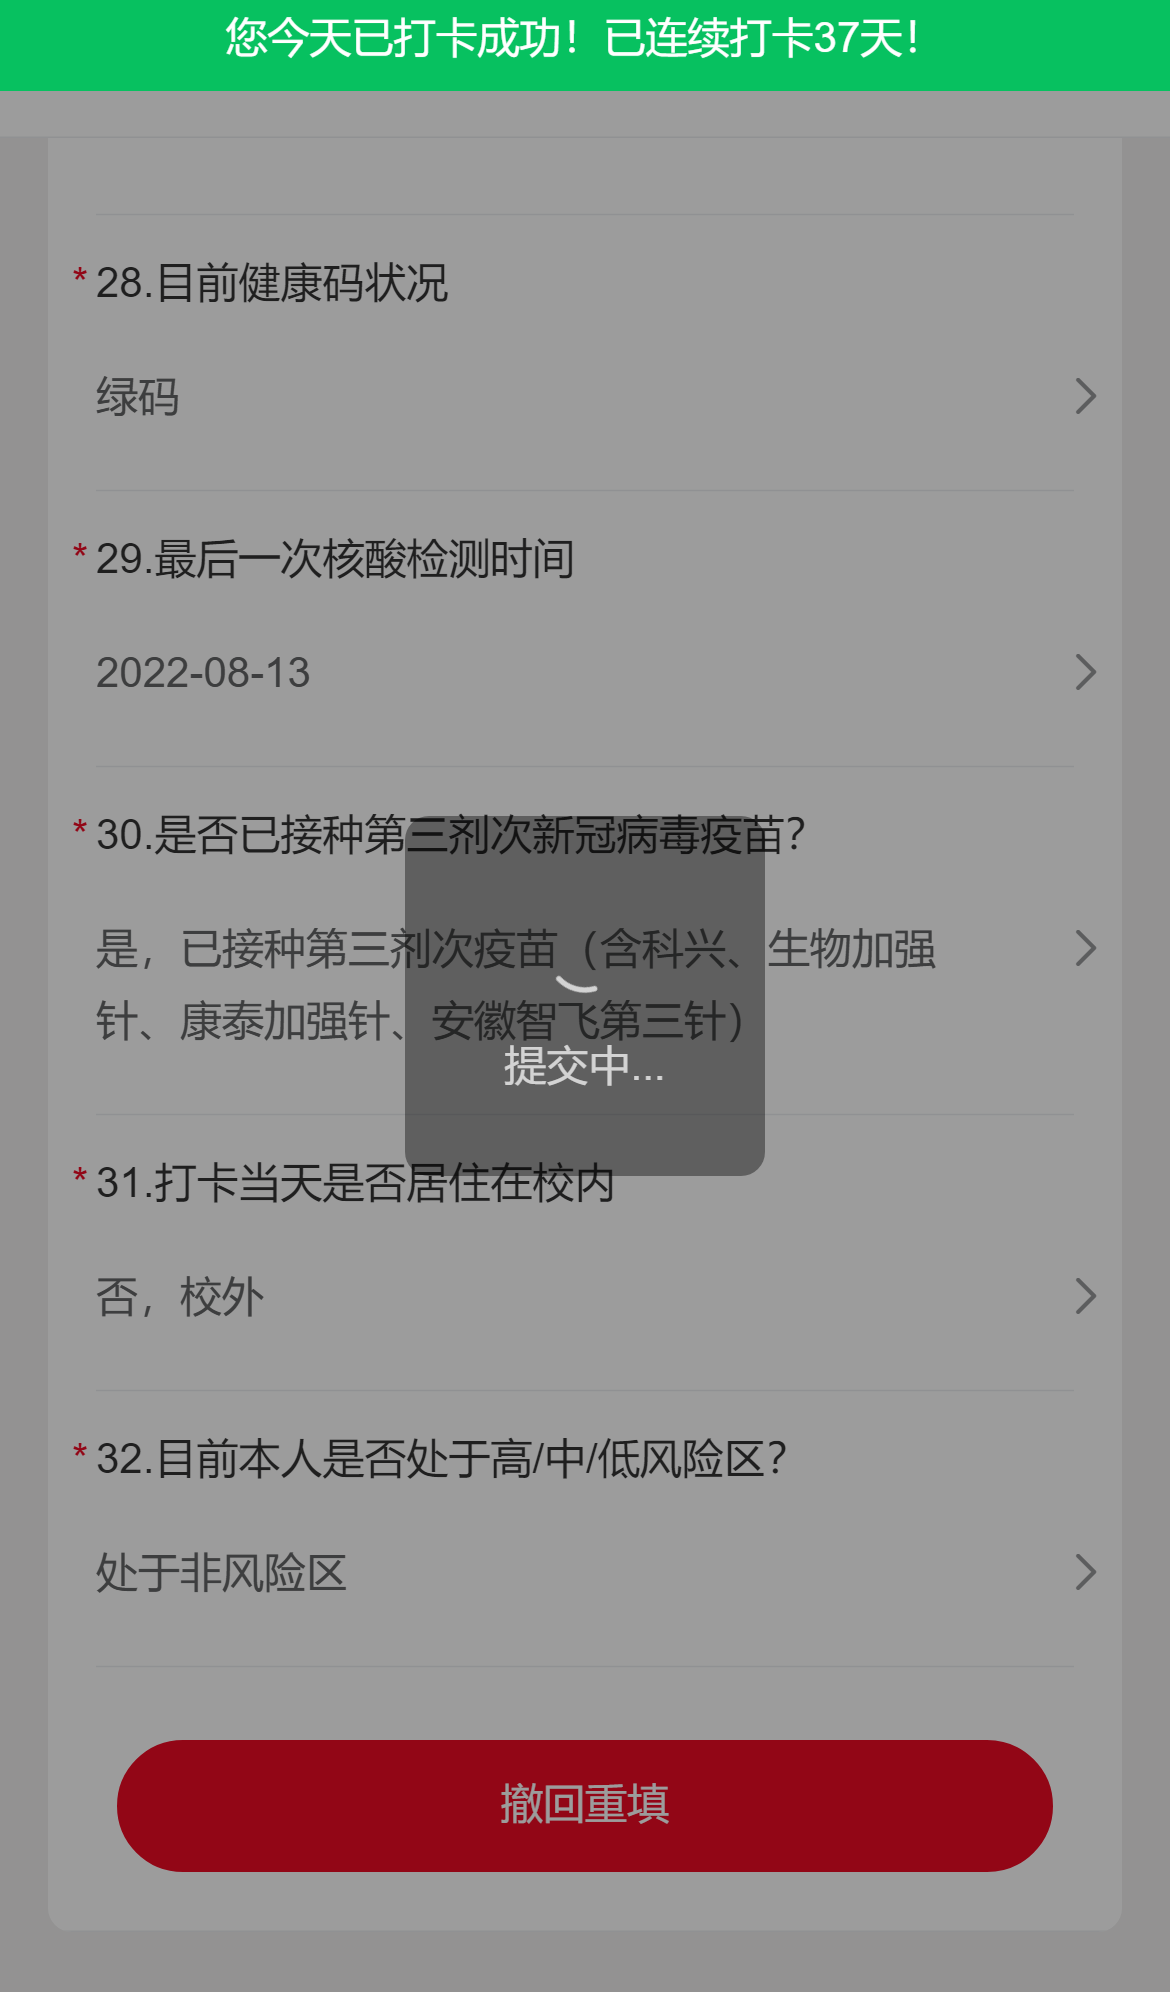 您今天已打卡成功！已连续打卡37天！
* 28.目前健康码状况
绿码
* 29.最后一次核酸检测时间
2022-08-13
* 30.是否已接种第三剂次新冠病毒疫苗？
是，已接种第三剂次疫苗（含科兴、生物加强
针、康泰加强针、安徽智飞第三针）
提交中...
* 31.打卡当天是否居住在校内
否，校外
* 32.目前本人是否处于高/中/低风险区？
处于非风险区
撤回重填